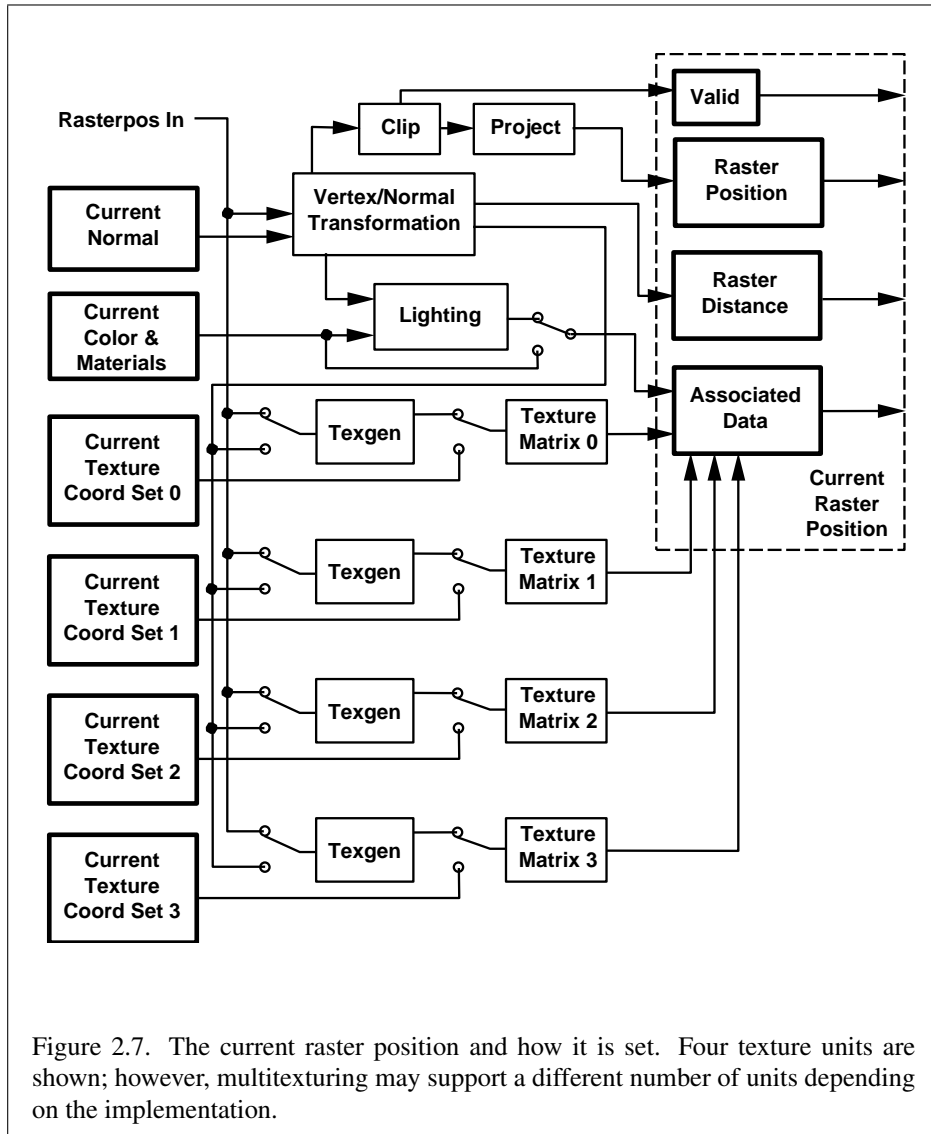 Rasterpos In
Clip
Project
Valid
Raster
Position
Current
Normal
Vertex/Normal
Transformation
Raster
Distance
Current
Color &
Materials
Lighting
Associated
Data
Current
Texture
Coord Set 0
Texgen
Texture
Matrix 0
Current
Raster
Position
Current
Texture
Coord Set 1
Texgen
Texture
Matrix 1
Current
Texture
Coord Set 2
Texgen
Texture
Matrix 2
Current
Texture
Coord Set 3
Texgen
Texture
Matrix 3
Figure 2.7. The current raster position and how it is set. Four texture units are
shown; however, multitexturing may support a different number of units depending
on the implementation.